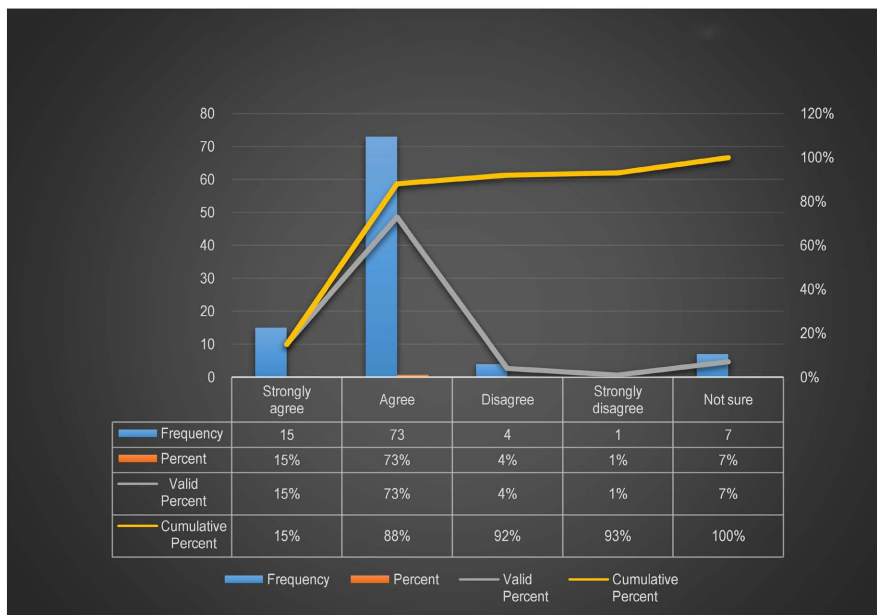 80 120%
70 100%
60 80%
50
40 60%
30 40%
20
10 20%
0 0%
Strongly agree Agree Disagree Strongly disagree Not sure
Frequency 15 73 4 1 7
Percent 15% 73% 4% 1% 7%
Valid Percent 15% 73% 4% 1% 7%
Cumulative Percent 15% 88% 92% 93% 100%
Frequency Percent Valid Percent Cumulative Percent